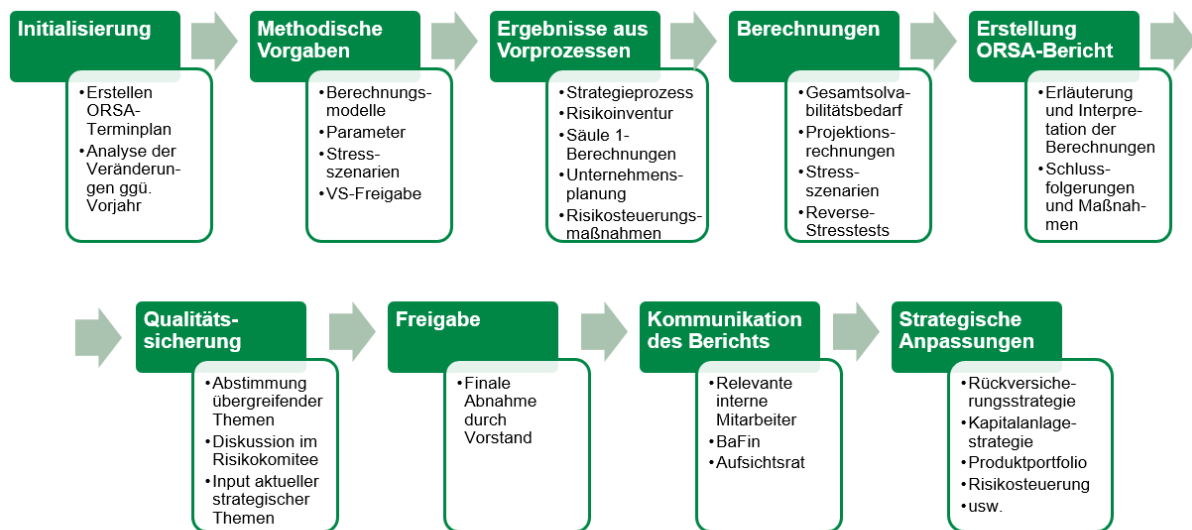 Initialisierung
•Erstellen
ORSA-
Terminplan
•Analyse der
Veränderun-
gen ggü.
Vorjahr
Methodische
Vorgaben
•Berechnungs-
modelle
•Parameter
•Stress-
szenarien
•VS-Freigabe
Ergebnisse aus
Vorprozessen
•Strategieprozess
•Risikoinventur
•Säule 1-
Berechnungen
•Unternehmens-
planung
•Risikosteuerungs-
maßnahmen
Berechnungen
•Gesamtsolva-
bilitätsbedarf
•Projektions-
rechnungen
•Stress-
szenarien
•Reverse-
Stresstests
Erstellung
ORSA-Bericht
•Erläuterung
und Interpre-
tation der
Berechnungen
•Schluss-
folgerungen
und Maßnah-
men
Qualitäts-
sicherung
•Abstimmung
übergreifender
Themen
•Diskussion im
Risikokomitee
•Input aktueller
strategischer
Themen
Freigabe
•Finale
Abnahme
durch
Vorstand
Kommunikation
des Berichts
•Relevante
interne
Mitarbeiter
•BaFin
•Aufsichtsrat
Strategische
Anpassungen
•Rückversiche-
rungsstrategie
•Kapitalanlage-
strategie
•Produktportfolio
•Risikosteuerung
•usw.